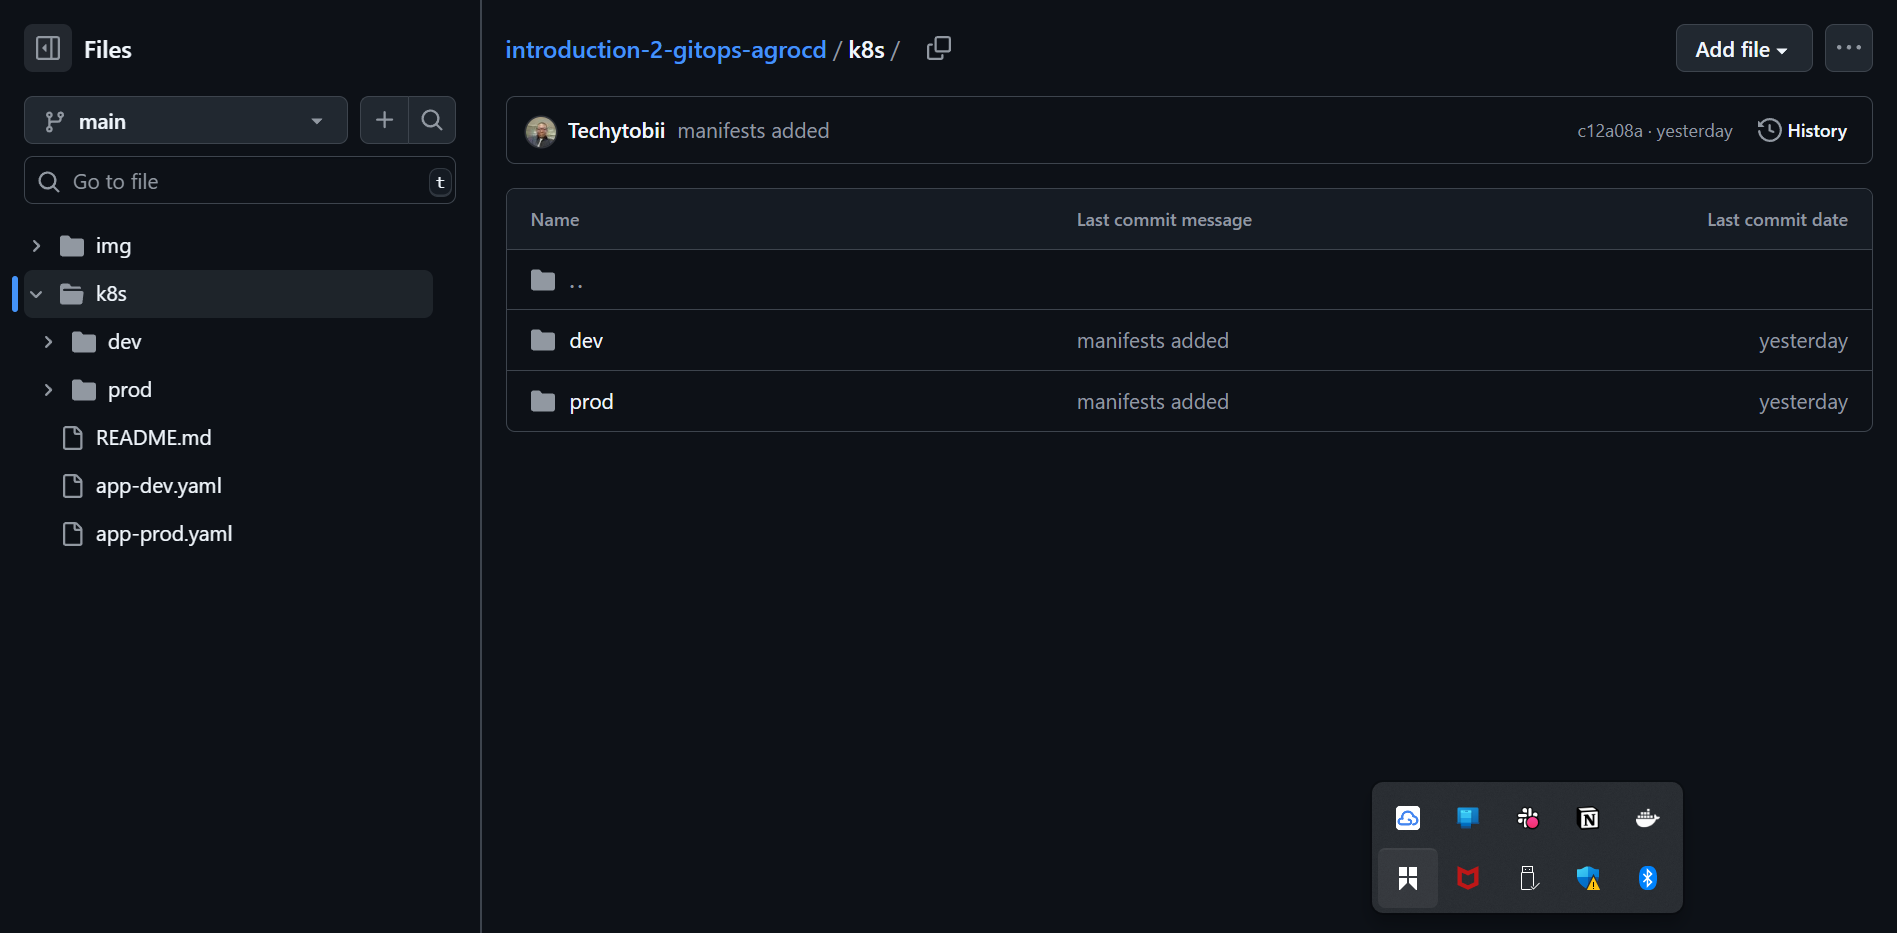 Files
main
Go to file
t
img
k8s
dev
prod
README.md
app-dev.yaml
app-prod.yaml
introduction-2-gitops-agrocd / k8s /
Add file
Techytobii manifests added
c12a08a · yesterday
History
Name Last commit message Last commit date
..
dev manifests added yesterday
prod manifests added yesterday